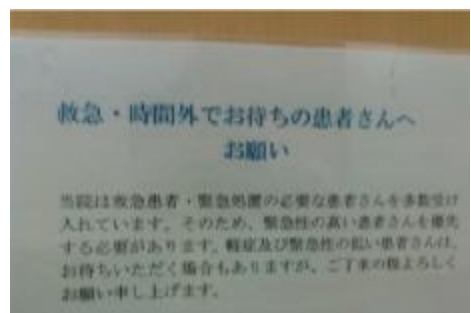 救急・時間外でお待ちの患者さんへ
お願い
当院は救急患者・緊急処置の必要な患者さんを多数受け
入れています。そのため、緊急性の高い患者さんを優先
する必要があります。軽症及び緊急性の低い患者さんは、
お待ちいただく場合もありますが、ご了承の程よろしく
お願い申し上げます。